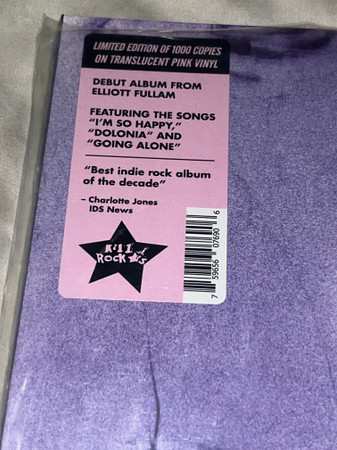 LIMITED EDITION OF 1000 COPIES
ON TRANSLUCENT PINK VINYL
DEBUT ALBUM FROM
ELLIOTT FULLAM
FEATURING THE SONGS
"I'M SO HAPPY,"
"DOLONIA" AND
"GOING ALONE"
"Best indie rock album
of the decade"
– Charlotte Jones
IDS News
KILL
ROCK
7 59656 07690 6